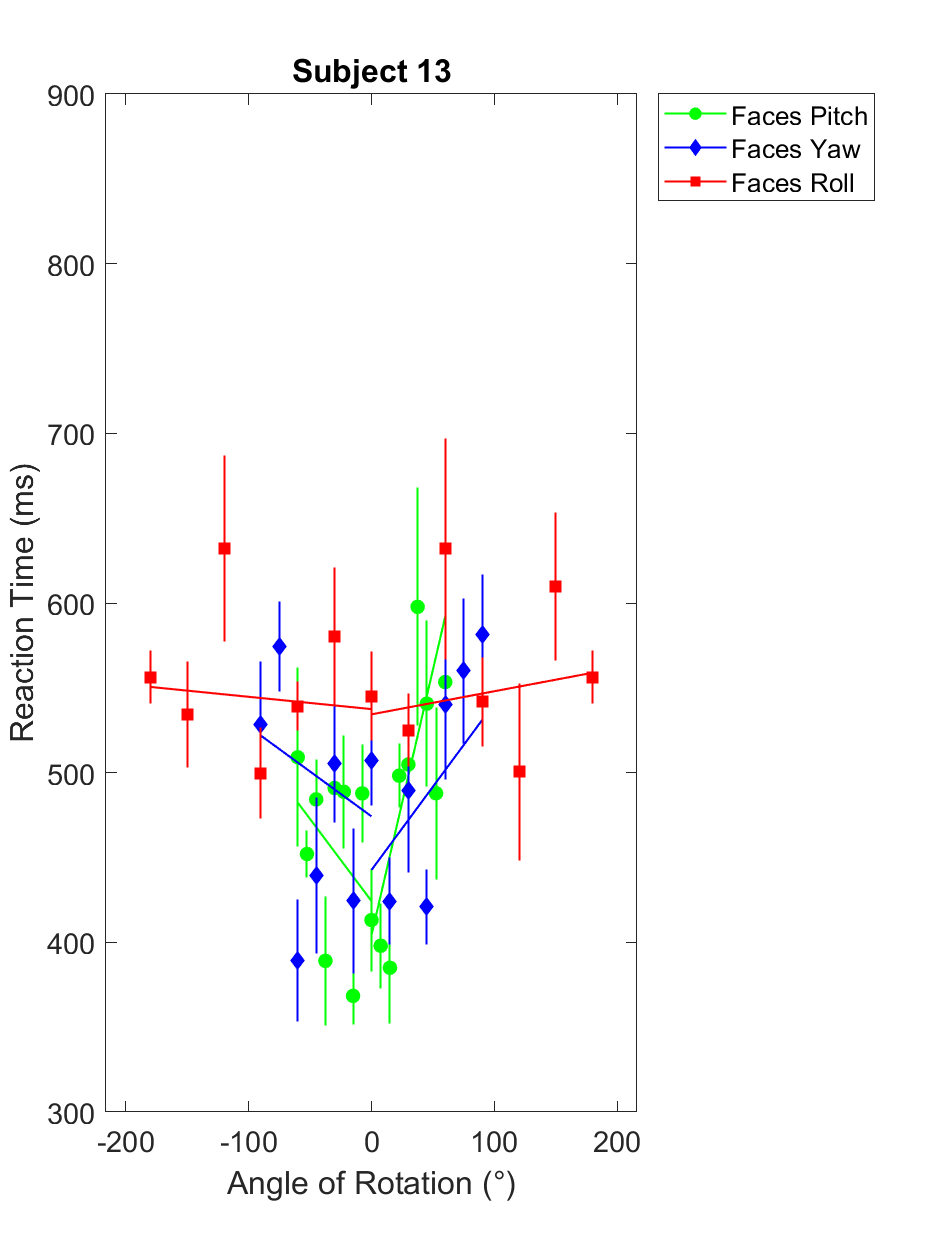 Subject 13
900
800
700
600
500
400
300
-200
-100
0
100
200
Reaction Time (ms)
Angle of Rotation (°)
Faces Pitch
Faces Yaw
Faces Roll